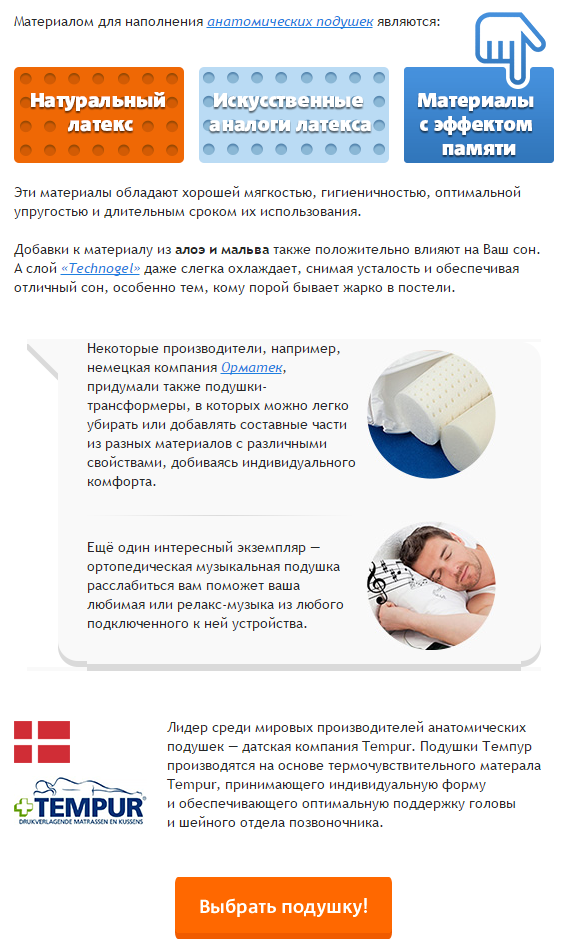 Материалом для наполнения анатомических подушек являются:
Натуральный
латекс
Искусственные
аналоги латекса
Материалы
с эффектом
памяти
Эти материалы обладают хорошей мягкостью, гигиеничностью, оптимальной
упругостью и длительным сроком их использования.
Добавки к материалу из алоэ и мальва также положительно влияют на Ваш сон.
А слой «Technogel» даже слегка охлаждает, снимая усталость и обеспечивая
отличный сон, особенно тем, кому порой бывает жарко в постели.
Некоторые производители, например,
немецкая компания Орматек,
придумали также подушки-
трансформеры, в которых можно легко
убирать или добавлять составные части
из разных материалов с различными
свойствами, добиваясь индивидуального
комфорта.
Ещё один интересный экземпляр —
ортопедическая музыкальная подушка
расслабиться вам поможет ваша
любимая или релакс-музыка из любого
подключенного к ней устройства.
Лидер среди мировых производителей анатомических
подушек — датская компания Tempur. Подушки Темпур
производятся на основе термочувствительного матерала
Tempur, принимающего индивидуальную форму
и обеспечивающего оптимальную поддержку головы
и шейного отдела позвоночника.
TEMPUR®
DRUKVERLAGENDE MATRASSEN EN KUSSENS
Выбрать подушку!